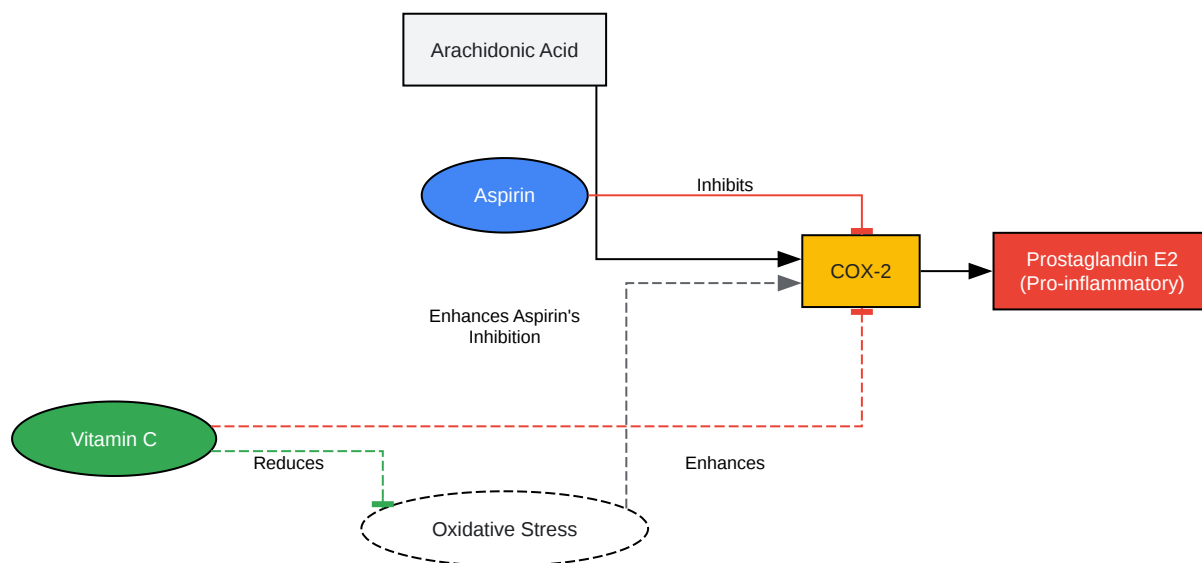 Arachidonic Acid
Aspirin
Inhibits
COX-2
Prostaglandin E2
(Pro-inflammatory)
Enhances Aspirin's
Inhibition
Vitamin C
Reduces
Enhances
Oxidative Stress